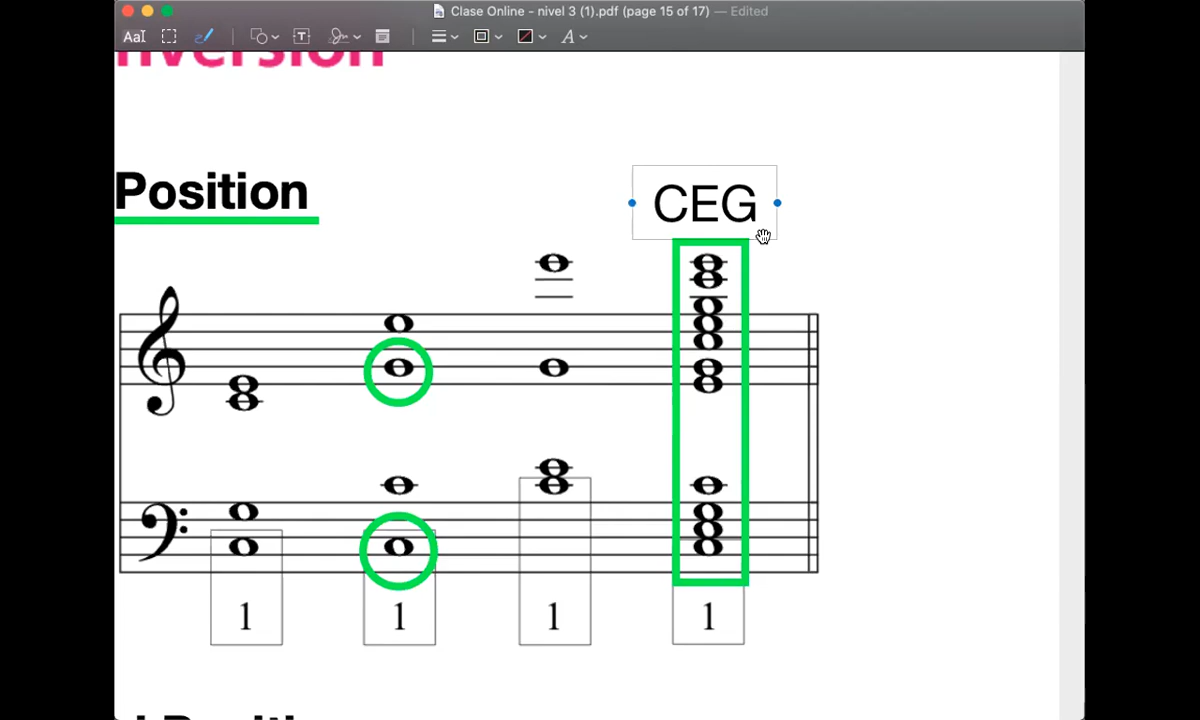 Clase Online - nivel 3 (1).pdf (page 15 of 17) — Edited
AaI T A
nversion
Position
CEG
1 1 1 1